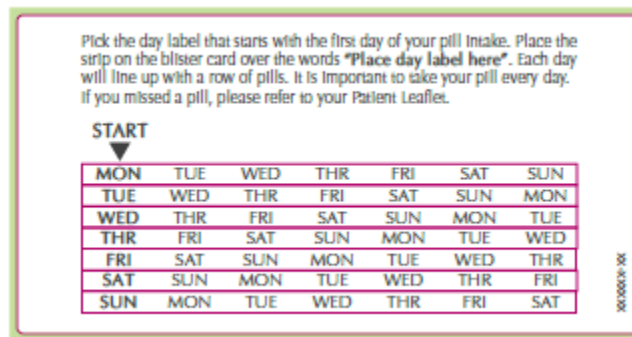 Pick the day label that starts with the first day of your pill intake. Place the
strip on the blister card over the words "Place day label here". Each day
will line up with a row of pills. It is important to take your pill every day.
If you missed a pill, please refer to your Patient Leaflet.
START
MON TUE WED THR FRI SAT SUN
TUE WED THR FRI SAT SUN MON
WED THR FRI SAT SUN MON TUE
THR FRI SAT SUN MON TUE WED
FRI SAT SUN MON TUE WED THR
SAT SUN MON TUE WED THR FRI
SUN MON TUE WED THR FRI SAT